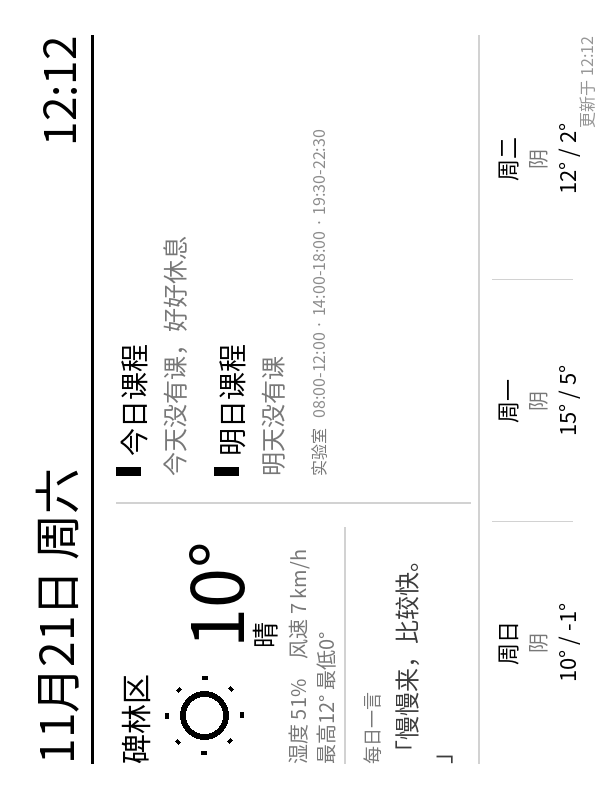 11月21日 周六
12:12
碑林区
10°
晴
湿度 51%  风速 7 km/h
最高12° 最低0°
每日一言
「慢慢来，比较快。
」
今日课程
今天没有课，好好休息
明日课程
明天没有课
实验室  08:00-12:00 · 14:00-18:00 · 19:30-22:30
周日
阴
10° / -1°
周一
阴
15° / 5°
周二
阴
12° / 2°
更新于 12:12